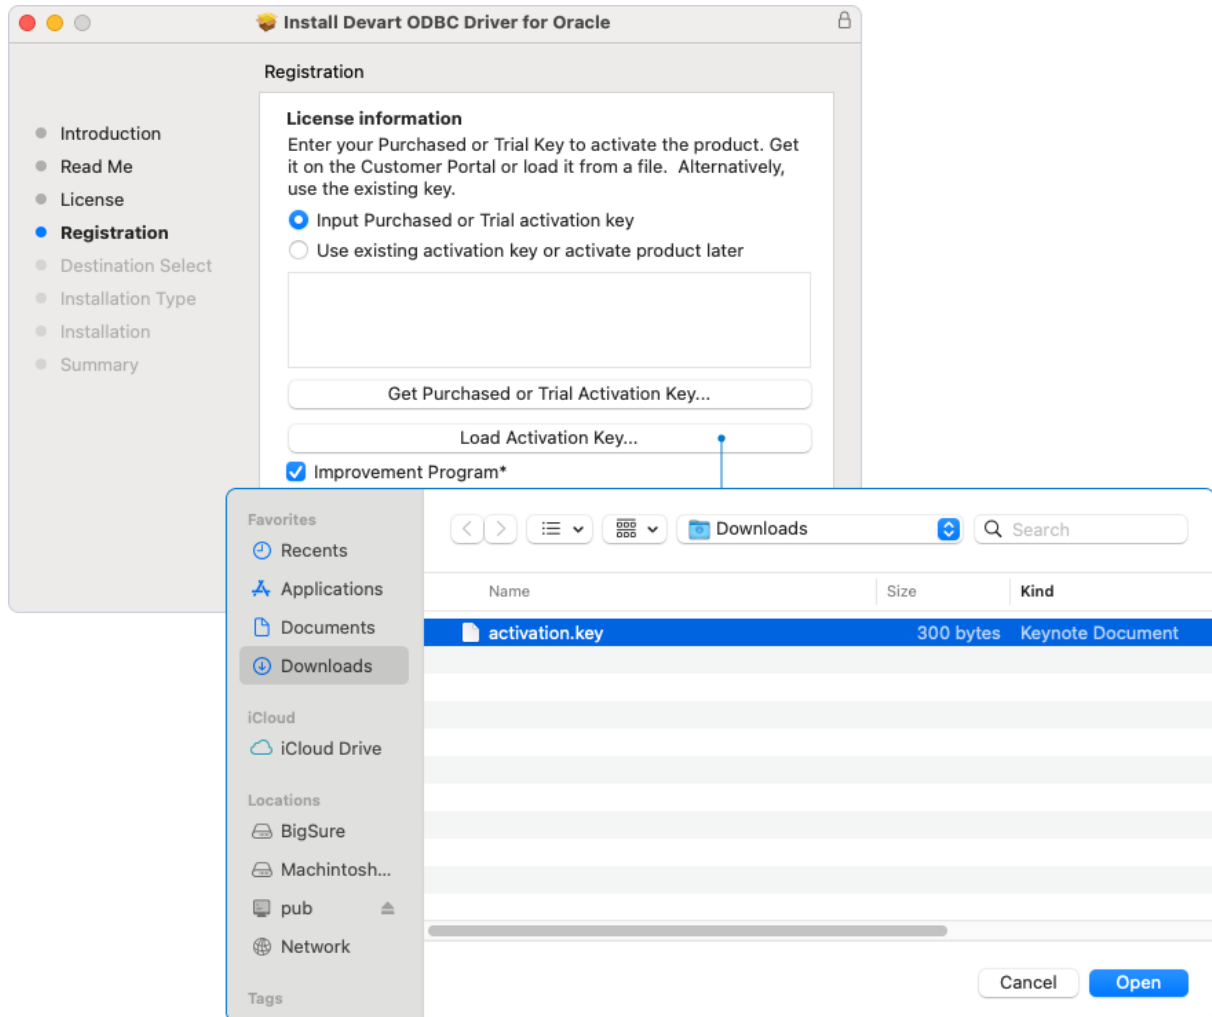 Install Devart ODBC Driver for Oracle
Registration
Introduction
Read Me
License
Registration
Destination Select
Installation Type
Installation
Summary
License information
Enter your Purchased or Trial Key to activate the product. Get
it on the Customer Portal or load it from a file.  Alternatively,
use the existing key.
Input Purchased or Trial activation key
Use existing activation key or activate product later
Get Purchased or Trial Activation Key...
Load Activation Key...
Improvement Program*
Favorites
Recents
Applications
Documents
Downloads
iCloud
iCloud Drive
Locations
BigSure
Machintosh...
pub
Network
Tags
Downloads
Search
Name Size Kind
activation.key 300 bytes Keynote Document
Cancel Open